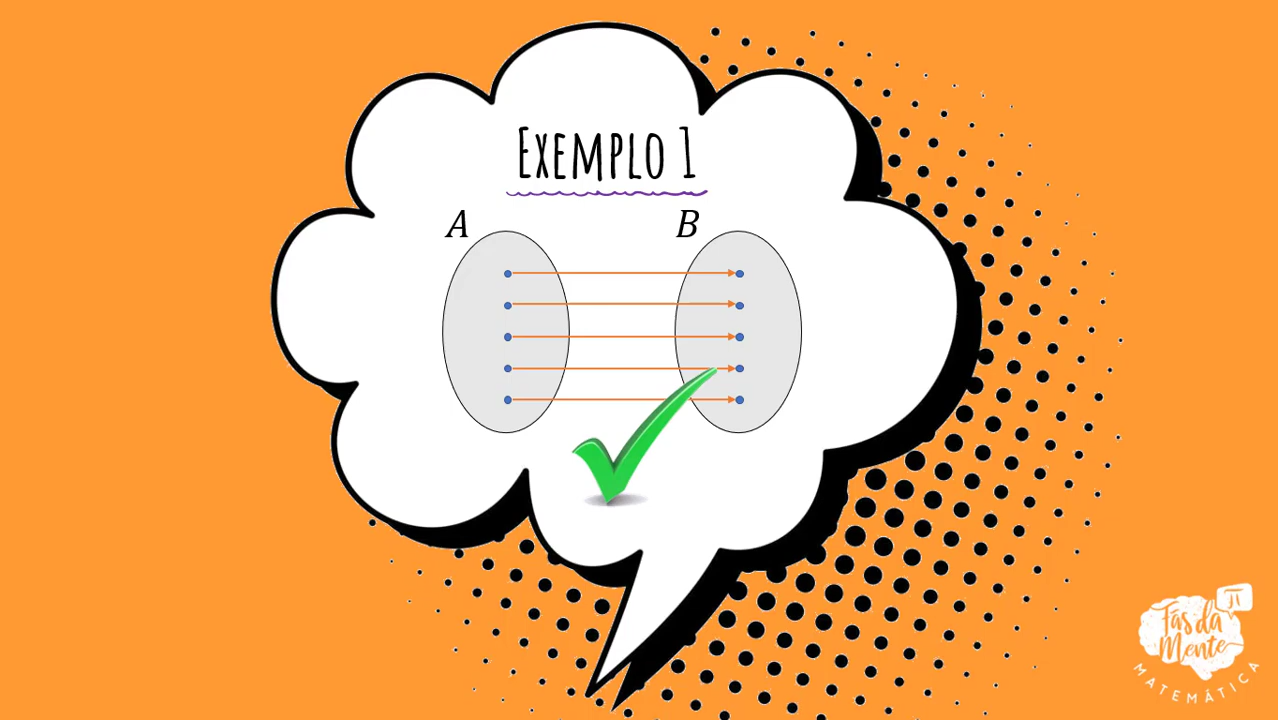 EXEMPLO 1
A
B
π
Fãs da
Mente
MATEMÁTICA